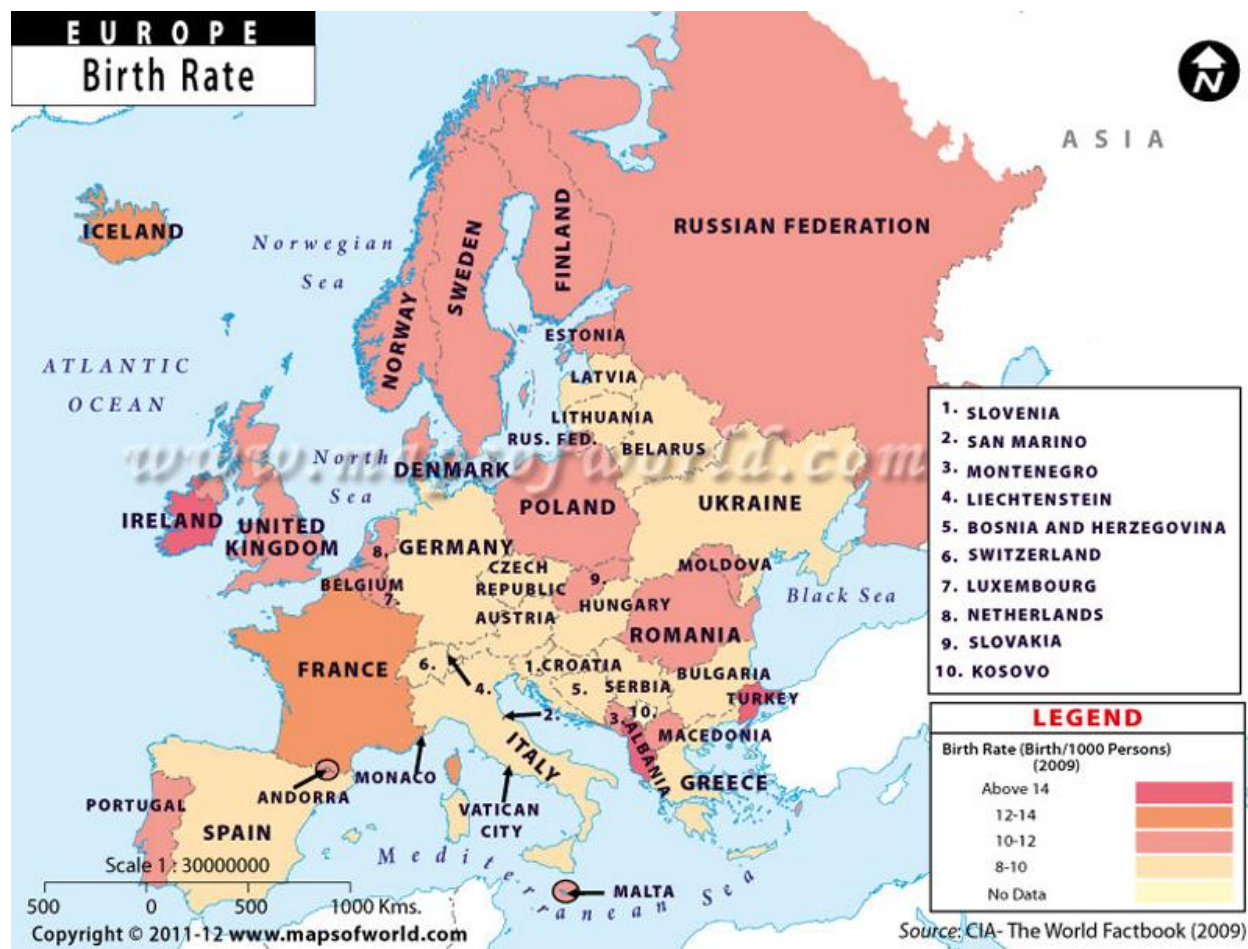 EUROPE
Birth Rate
N
ASIA
ICELAND
Norwegian
Sea
RUSSIAN FEDERATION
FINLAND
SWEDEN
NORWAY
ESTONIA
ATLANTIC
OCEAN
LATVIA
LITHUANIA
RUS. FED.
BELARUS
www.mapsofworld.com
North
Sea
DENMARK
IRELAND
UNITED
KINGDOM
POLAND
UKRAINE
8.
GERMANY
BELGIUM
7.
CZECH
REPUBLIC
9.
MOLDOVA
HUNGARY
AUSTRIA
ROMANIA
Black Sea
FRANCE
6.
4.
1.
CROATIA
5.
SERBIA
BULGARIA
10.
TURKEY
2.
3.
MACEDONIA
ALBANIA
ITALY
MONACO
ANDORRA
VATICAN
CITY
GREECE
PORTUGAL
SPAIN
Mediterranean Sea
MALTA
1. SLOVENIA
2. SAN MARINO
3. MONTENEGRO
4. LIECHTENSTEIN
5. BOSNIA AND HERZEGOVINA
6. SWITZERLAND
7. LUXEMBOURG
8. NETHERLANDS
9. SLOVAKIA
10. KOSOVO
LEGEND
Birth Rate (Birth/1000 Persons)
(2009)
Above 14
12-14
10-12
8-10
No Data
Scale 1 : 30000000
500 0 500 1000 Kms.
Copyright © 2011-12 www.mapsofworld.com
Source: CIA- The World Factbook (2009)